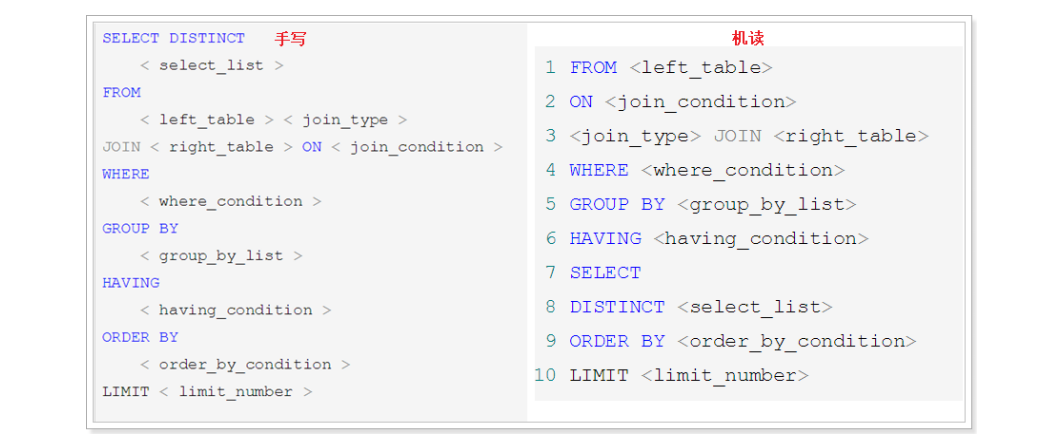 SELECT DISTINCT 手写
< select_list >
FROM
< left_table > < join_type >
JOIN < right_table > ON < join_condition >
WHERE
< where_condition >
GROUP BY
< group_by_list >
HAVING
< having_condition >
ORDER BY
< order_by_condition >
LIMIT < limit_number >
机读
1 FROM <left_table>
2 ON <join_condition>
3 <join_type> JOIN <right_table>
4 WHERE <where_condition>
5 GROUP BY <group_by_list>
6 HAVING <having_condition>
7 SELECT
8 DISTINCT <select_list>
9 ORDER BY <order_by_condition>
10 LIMIT <limit_number>